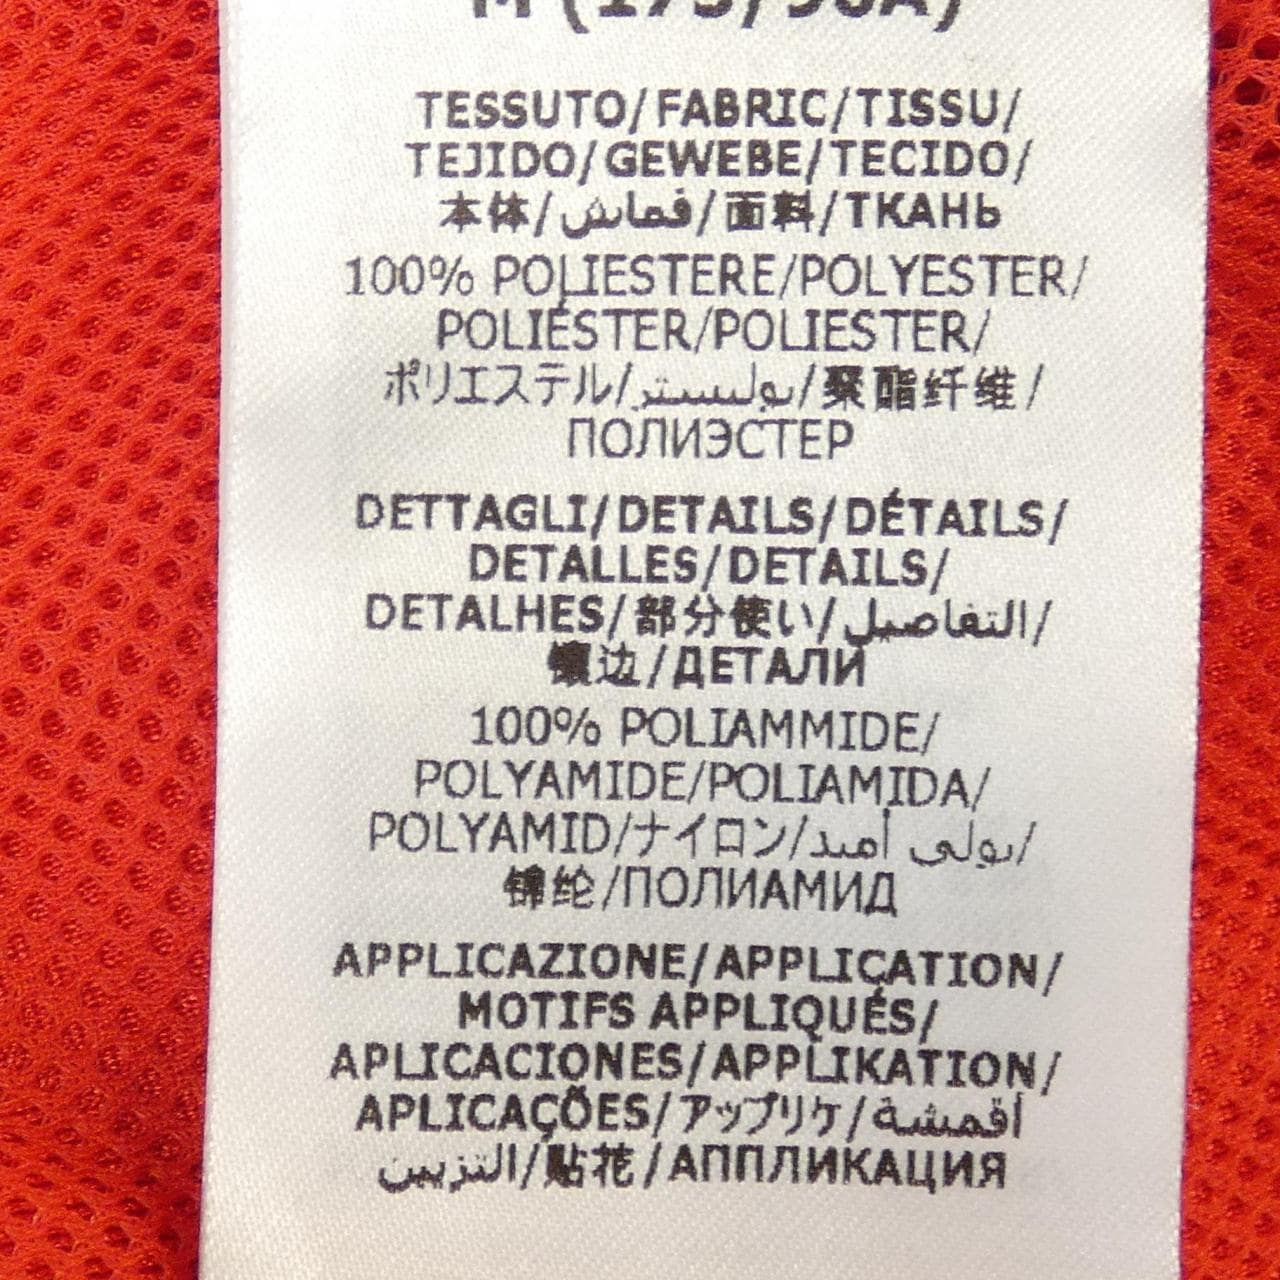 M (175/96A)
TESSUTO/FABRIC/TISSU/
TEJIDO/GEWEBE/TECIDO/
本体/قماش/面料/ТКАНЬ
100% POLIESTERE/POLYESTER/
POLIÉSTER/POLIESTER/
ポリエステル/بوليستر/聚酯纤维/
ПОЛИЭСТЕР
DETTAGLI/DETAILS/DÉTAILS/
DETALLES/DETAILS/
DETALHES/部分使い/التفاصيل/
镶边/ДЕТАЛИ
100% POLIAMMIDE/
POLYAMIDE/POLIAMIDA/
POLYAMID/ナイロン/بولي أميد/
锦纶/ПОЛИАМИД
APPLICAZIONE/APPLICATION/
MOTIFS APPLIQUÉS/
APLICACIONES/APPLIKATION/
APLICAÇÕES/アップリケ/أقمشة
التزيين/贴花/АППЛИКАЦИЯ